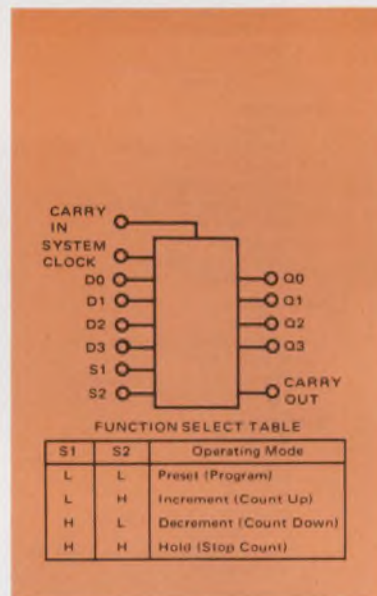 CARRY
IN
SYSTEM
CLOCK
D0
D1
D2
D3
S1
S2
Q0
Q1
Q2
Q3
CARRY
OUT
FUNCTION SELECT TABLE
S1 S2 Operating Mode
L L Preset (Program)
L H Increment (Count Up)
H L Decrement (Count Down)
H H Hold (Stop Count)